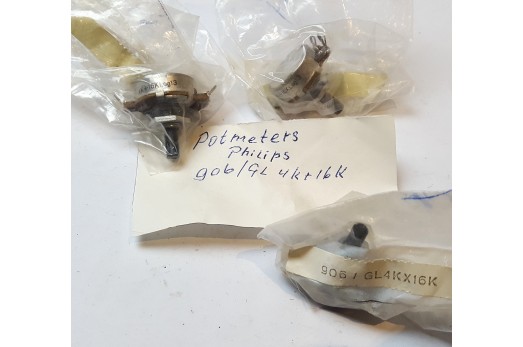 Potmeters
Philips
906/GL 4k+16K
906 / GL4KX16K